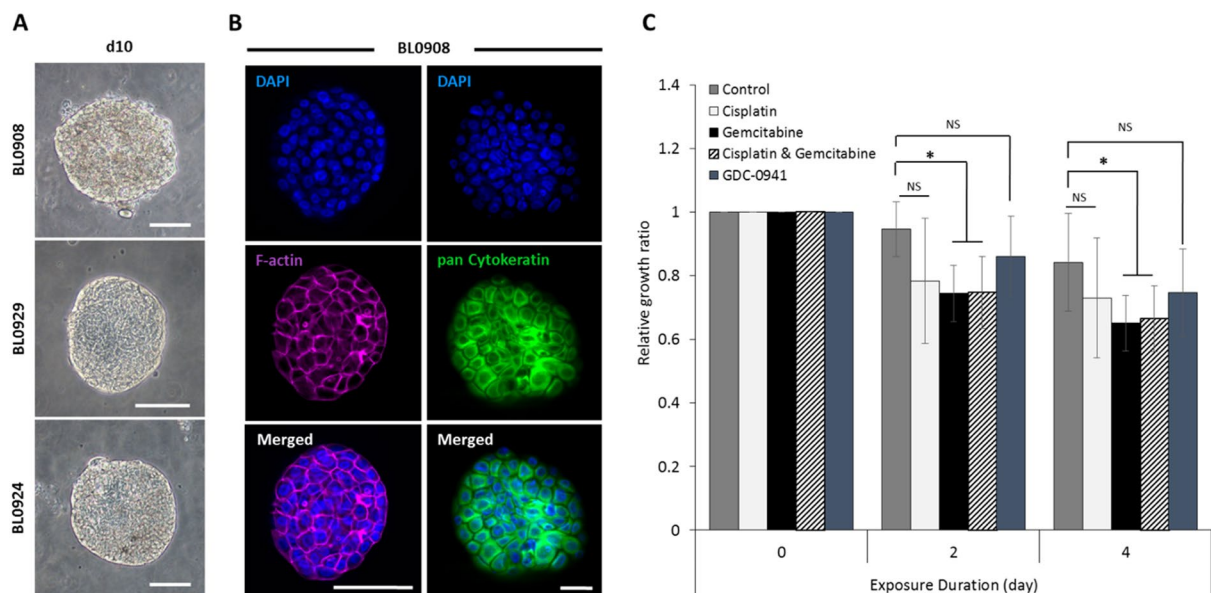 A
d10
BL0908
BL0929
BL0924
B
BL0908
DAPI
DAPI
F-actin
pan Cytokeratin
Merged
Merged
C
Relative growth ratio
1.4
1.2
1
0.8
0.6
0.4
0.2
0
Control
Cisplatin
Gemcitabine
Cisplatin & Gemcitabine
GDC-0941
NS
*
NS
NS
*
NS
0 2 4
Exposure Duration (day)